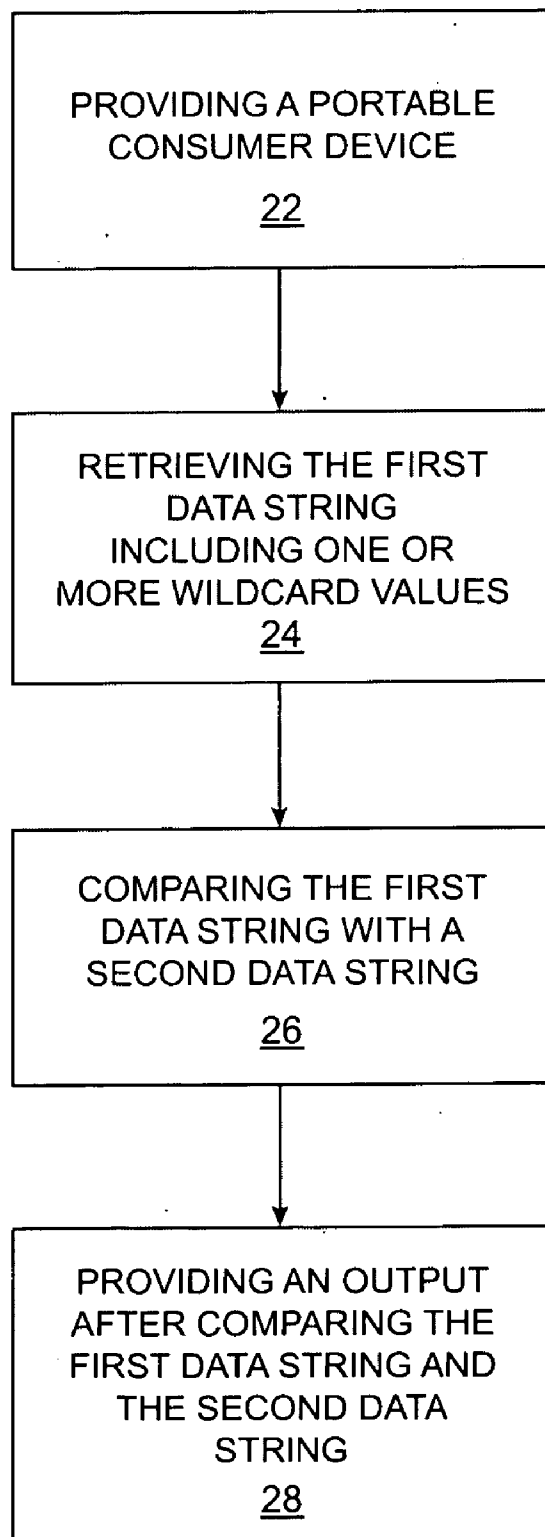 PROVIDING A PORTABLE
CONSUMER DEVICE
22
RETRIEVING THE FIRST
DATA STRING
INCLUDING ONE OR
MORE WILDCARD VALUES
24
COMPARING THE FIRST
DATA STRING WITH A
SECOND DATA STRING
26
PROVIDING AN OUTPUT
AFTER COMPARING THE
FIRST DATA STRING AND
THE SECOND DATA
STRING
28